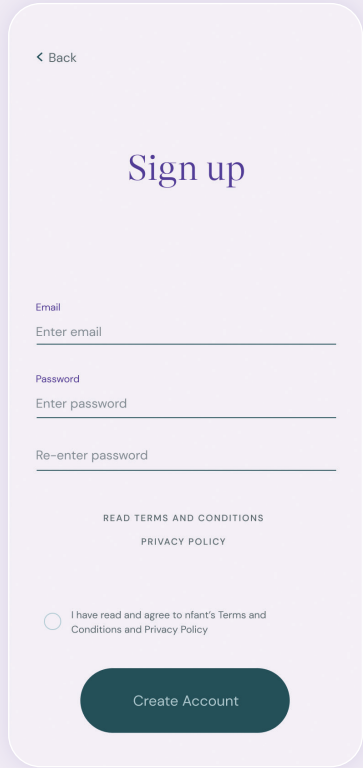 Back
Sign up
Email
Enter email
Password
Enter password
Re-enter password
READ TERMS AND CONDITIONS
PRIVACY POLICY
I have read and agree to nfant's Terms and
Conditions and Privacy Policy
Create Account